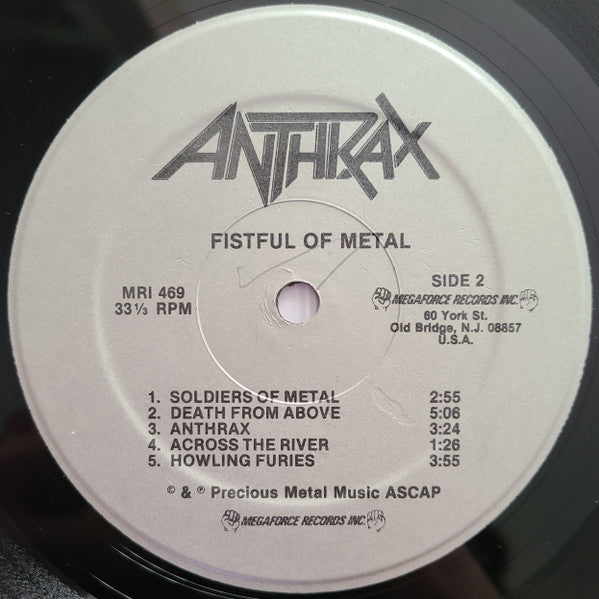 ANTHRAX
FISTFUL OF METAL
MRI 469
33 1/3 RPM
SIDE 2
MEGAFORCE RECORDS INC.
60 York St.
Old Bridge, N.J. 08857
U.S.A.
1. SOLDIERS OF METAL 2:55
2. DEATH FROM ABOVE 5:06
3. ANTHRAX 3:24
4. ACROSS THE RIVER 1:26
5. HOWLING FURIES 3:55
© & ℗ Precious Metal Music ASCAP
MEGAFORCE RECORDS INC.